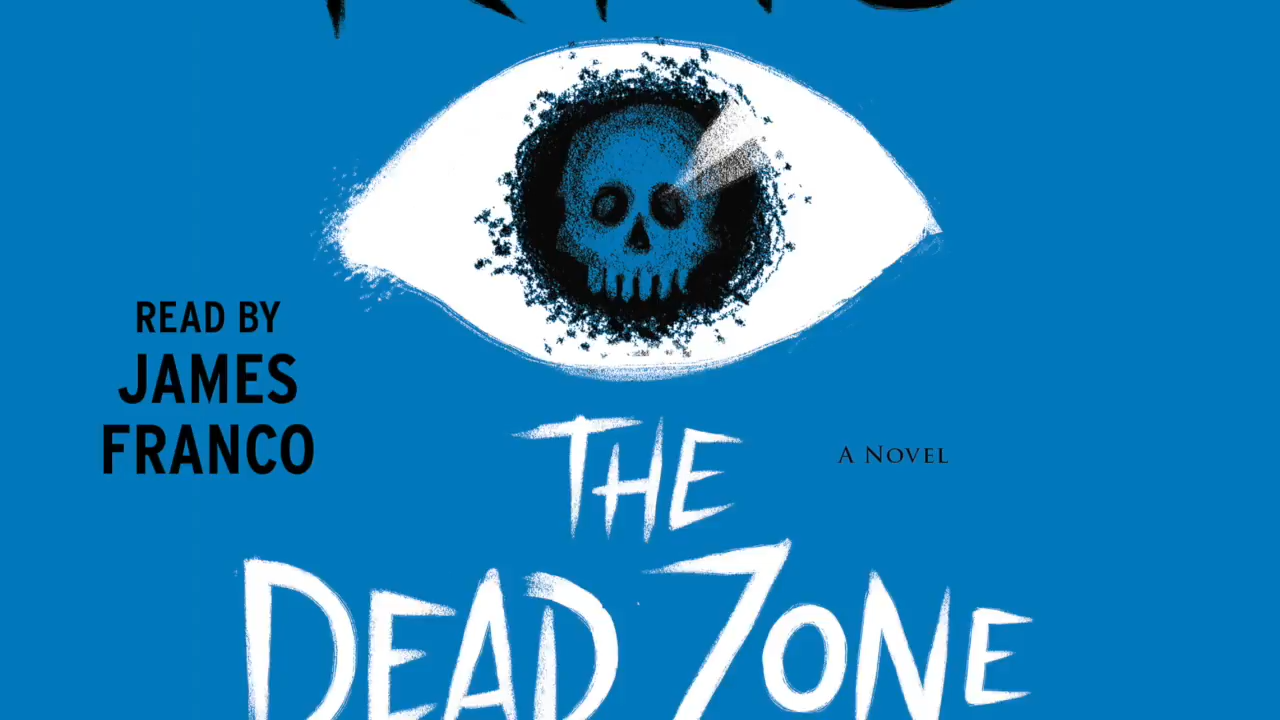 READ BY
JAMES
FRANCO
THE
A NOVEL
DEAD ZONE